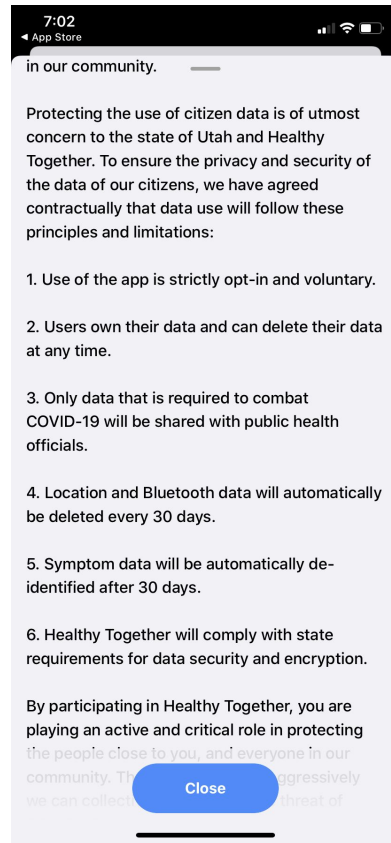 7:02
◀ App Store
in our community.
Protecting the use of citizen data is of utmost
concern to the state of Utah and Healthy
Together. To ensure the privacy and security of
the data of our citizens, we have agreed
contractually that data use will follow these
principles and limitations:
1. Use of the app is strictly opt-in and voluntary.
2. Users own their data and can delete their data
at any time.
3. Only data that is required to combat
COVID-19 will be shared with public health
officials.
4. Location and Bluetooth data will automatically
be deleted every 30 days.
5. Symptom data will be automatically de-
identified after 30 days.
6. Healthy Together will comply with state
requirements for data security and encryption.
By participating in Healthy Together, you are
playing an active and critical role in protecting
the people close to you, and everyone in our
community.
we can threat of
Close